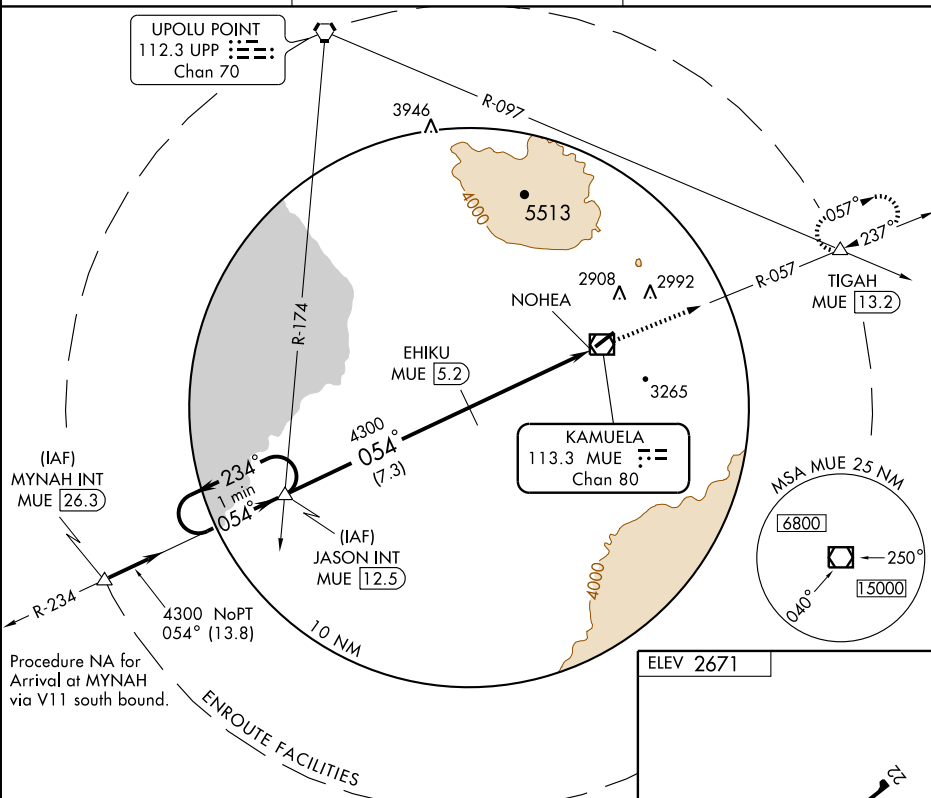 UPOLU POINT
112.3 UPP
Chan 70
R-097
3946
4000
5513
057°
237°
TIGAH
MUE 13.2
R-057
2908
2992
NOHEA
R-174
EHIKU
MUE 5.2
3265
4300
054°
(7.3)
KAMUELA
113.3 MUE
Chan 80
(IAF)
MYNAH INT
MUE 26.3
234°
1 min
054°
(IAF)
JASON INT
MUE 12.5
MSA MUE 25 NM
6800
250°
15000
040°
R-234
4300 NoPT
054° (13.8)
4000
10 NM
Procedure NA for
Arrival at MYNAH
via V11 south bound.
ENROUTE FACILITIES
ELEV 2671
22